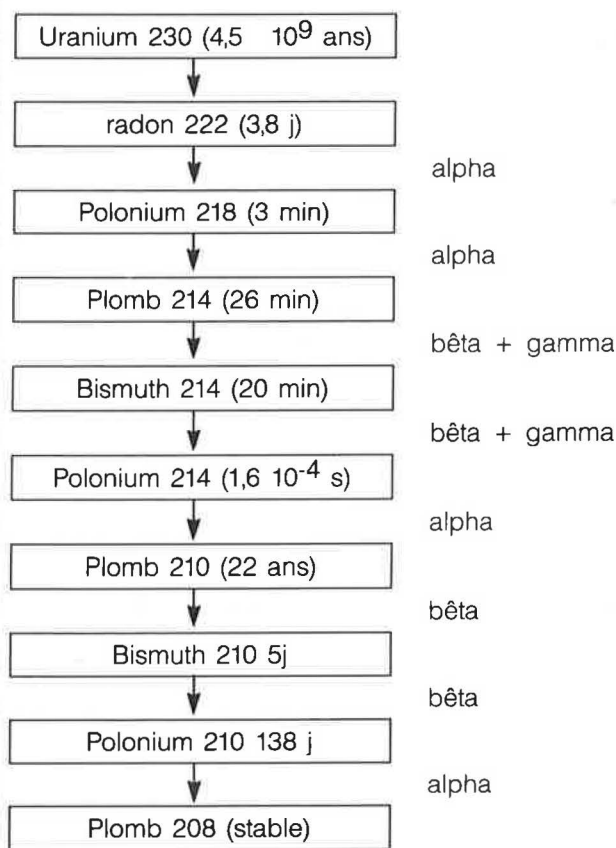 Uranium 230 (4,5 10⁹ ans)
radon 222 (3,8 j)
alpha
Polonium 218 (3 min)
alpha
Plomb 214 (26 min)
bêta + gamma
Bismuth 214 (20 min)
bêta + gamma
Polonium 214 (1,6 10⁻⁴ s)
alpha
Plomb 210 (22 ans)
bêta
Bismuth 210 5j
bêta
Polonium 210 138 j
alpha
Plomb 208 (stable)